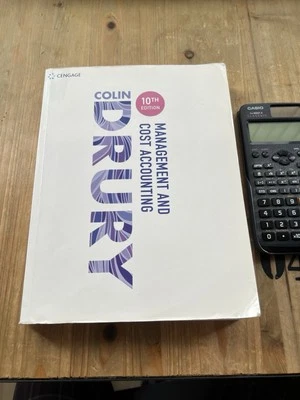 CENGAGE
COLIN
DRURY
10TH
EDITION
MANAGEMENT AND
COST ACCOUNTING
CASIO